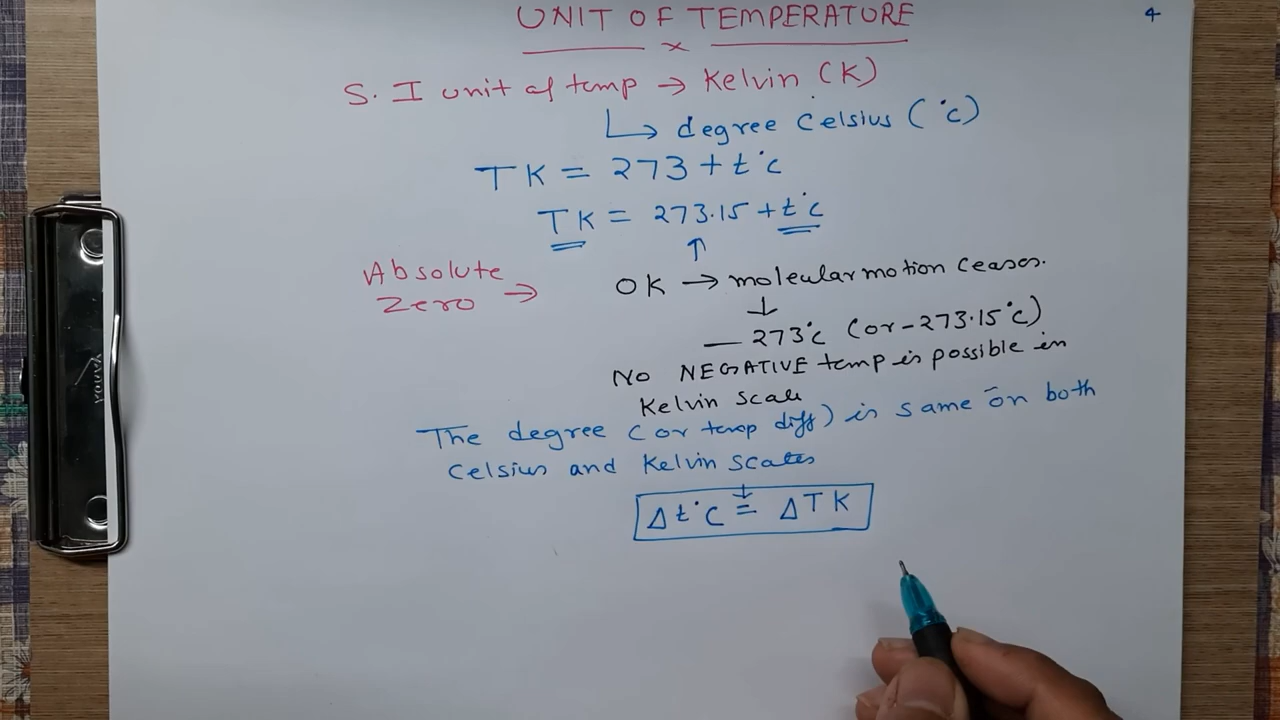 UNIT OF TEMPERATURE
4
x
S.I unit of temp → Kelvin (K)
↳ degree Celsius (°c)
TK = 273 + t°c
TK = 273.15 + t°c
↑
Absolute
Zero →
OK → molecular motion ceases.
↓
— 273°c (or - 273.15°c)
No NEGATIVE temp is possible in
Kelvin Scale
The degree (or temp diff) is same on both
Celsius and Kelvin scales
↓
Δt°C = ΔTK